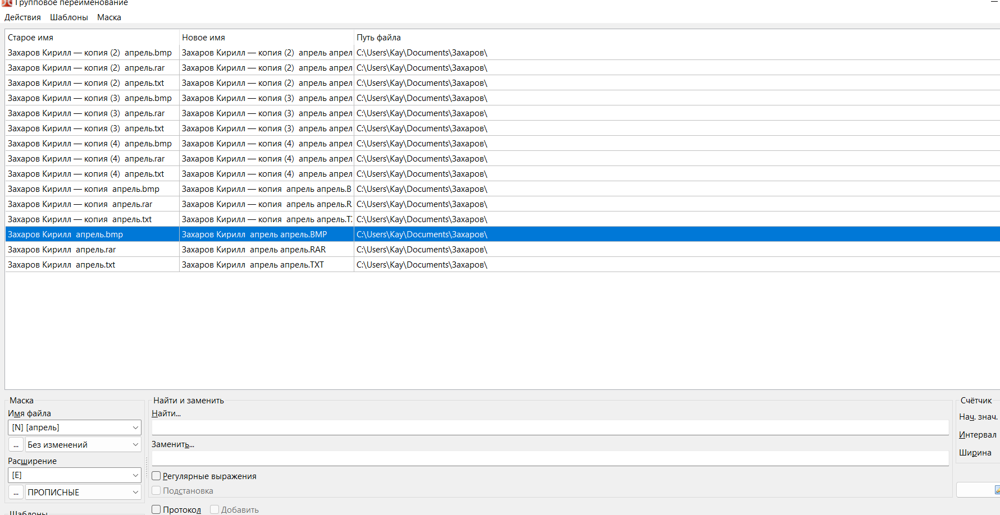 Групповое переименование
Действия Шаблоны Маска
Старое имя Новое имя Путь файла
Захаров Кирилл — копия (2)  апрель.bmp Захаров Кирилл — копия (2)  апрель апрел C:\Users\Kay\Documents\Захаров\
Захаров Кирилл — копия (2)  апрель.rar Захаров Кирилл — копия (2)  апрель апрел C:\Users\Kay\Documents\Захаров\
Захаров Кирилл — копия (2)  апрель.txt Захаров Кирилл — копия (2)  апрель апрел C:\Users\Kay\Documents\Захаров\
Захаров Кирилл — копия (3)  апрель.bmp Захаров Кирилл — копия (3)  апрель апрел C:\Users\Kay\Documents\Захаров\
Захаров Кирилл — копия (3)  апрель.rar Захаров Кирилл — копия (3)  апрель апрел C:\Users\Kay\Documents\Захаров\
Захаров Кирилл — копия (3)  апрель.txt Захаров Кирилл — копия (3)  апрель апрел C:\Users\Kay\Documents\Захаров\
Захаров Кирилл — копия (4)  апрель.bmp Захаров Кирилл — копия (4)  апрель апрел C:\Users\Kay\Documents\Захаров\
Захаров Кирилл — копия (4)  апрель.rar Захаров Кирилл — копия (4)  апрель апрел C:\Users\Kay\Documents\Захаров\
Захаров Кирилл — копия (4)  апрель.txt Захаров Кирилл — копия (4)  апрель апрел C:\Users\Kay\Documents\Захаров\
Захаров Кирилл — копия  апрель.bmp Захаров Кирилл — копия  апрель апрель.B C:\Users\Kay\Documents\Захаров\
Захаров Кирилл — копия  апрель.rar Захаров Кирилл — копия  апрель апрель.R C:\Users\Kay\Documents\Захаров\
Захаров Кирилл — копия  апрель.txt Захаров Кирилл — копия  апрель апрель.T C:\Users\Kay\Documents\Захаров\
Захаров Кирилл  апрель.bmp Захаров Кирилл  апрель апрель.BMP C:\Users\Kay\Documents\Захаров\
Захаров Кирилл  апрель.rar Захаров Кирилл  апрель апрель.RAR C:\Users\Kay\Documents\Захаров\
Захаров Кирилл  апрель.txt Захаров Кирилл  апрель апрель.TXT C:\Users\Kay\Documents\Захаров\
Маска
Имя файла
[N] [апрель]
... Без изменений
Расширение
[E]
... ПРОПИСНЫЕ
Шаблоны
Найти и заменить
Найти...
Заменить...
Регулярные выражения
Подстановка
Протокол Добавить
Счётчик
Нач. знач.
Интервал
Ширина